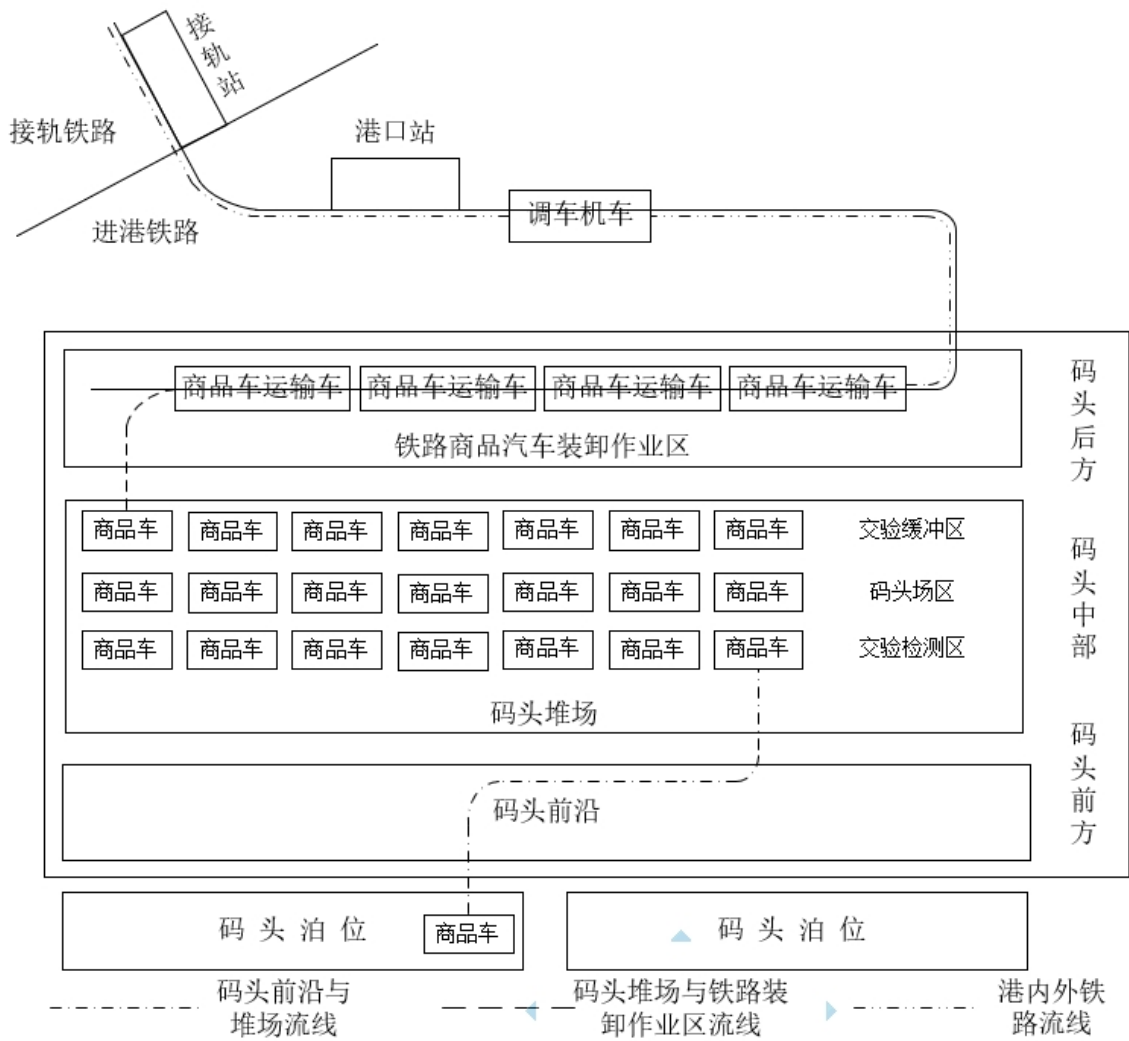 接轨站
接轨铁路
港口站
调车机车
进港铁路
商品车运输车 商品车运输车 商品车运输车 商品车运输车
铁路商品汽车装卸作业区
码头后方
商品车 商品车 商品车 商品车 商品车 商品车 商品车 交验缓冲区
商品车 商品车 商品车 商品车 商品车 商品车 商品车 码头场区
商品车 商品车 商品车 商品车 商品车 商品车 商品车 交验检测区
码头堆场
码头中部
码头前沿
码头前方
码头泊位 商品车 码头泊位
码头前沿与
堆场流线
码头堆场与铁路装
卸作业区流线
港内外铁
路流线